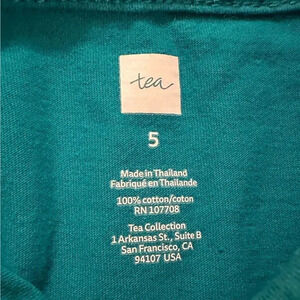 tea
5
Made in Thailand
Fabriqué en Thailande
100% cotton/coton
RN 107708
Tea Collection
1 Arkansas St., Suite B
San Francisco, CA
94107 USA